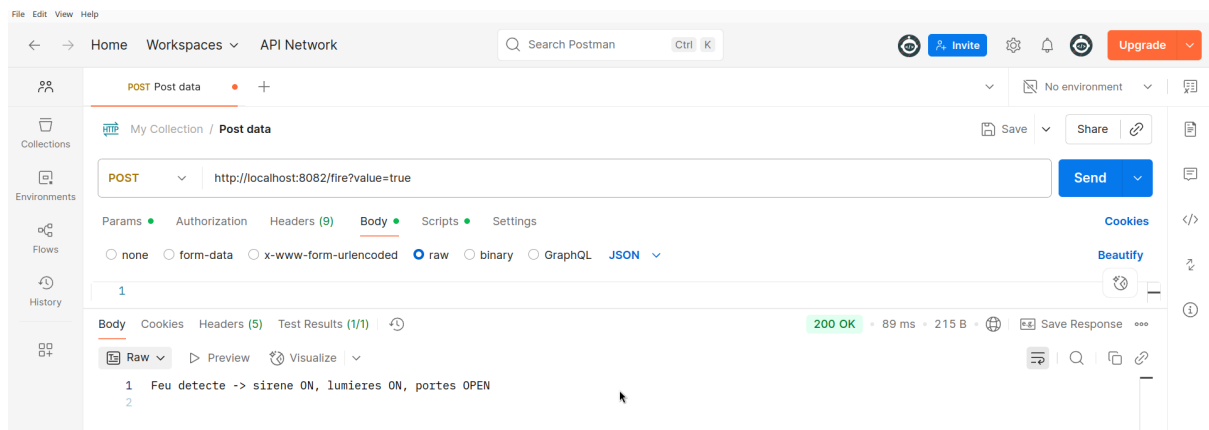 File Edit View Help
Home Workspaces API Network Search Postman Ctrl K Invite Upgrade
POST Post data No environment
HTTP My Collection / Post data Save Share
Collections
Environments
Flows
History
POST http://localhost:8082/fire?value=true Send
Params Authorization Headers (9) Body Scripts Settings Cookies
none form-data x-www-form-urlencoded raw binary GraphQL JSON Beautify
1
Body Cookies Headers (5) Test Results (1/1) 200 OK 89 ms 215 B e.g. Save Response
Raw Preview Visualize
1 Feu detecte -> sirene ON, lumieres ON, portes OPEN
2